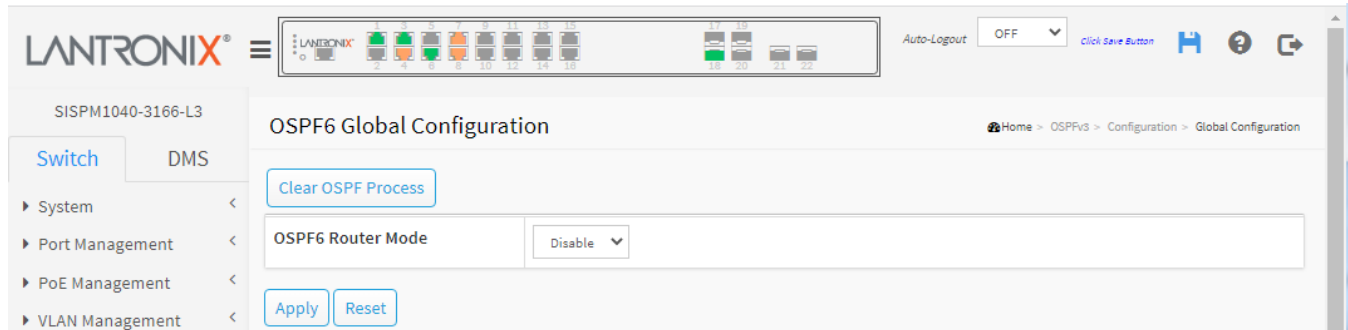 LANTRONIX®
LANTRONIX
1 3 5 7 9 11 13 15
2 4 6 8 10 12 14 16
17 19
18 20 21 22
Auto-Logout
OFF
Click Save Button
SISPM1040-3166-L3
Switch
DMS
System
Port Management
PoE Management
VLAN Management
OSPF6 Global Configuration
Home > OSPFv3 > Configuration > Global Configuration
Clear OSPF Process
OSPF6 Router Mode
Disable
Apply
Reset